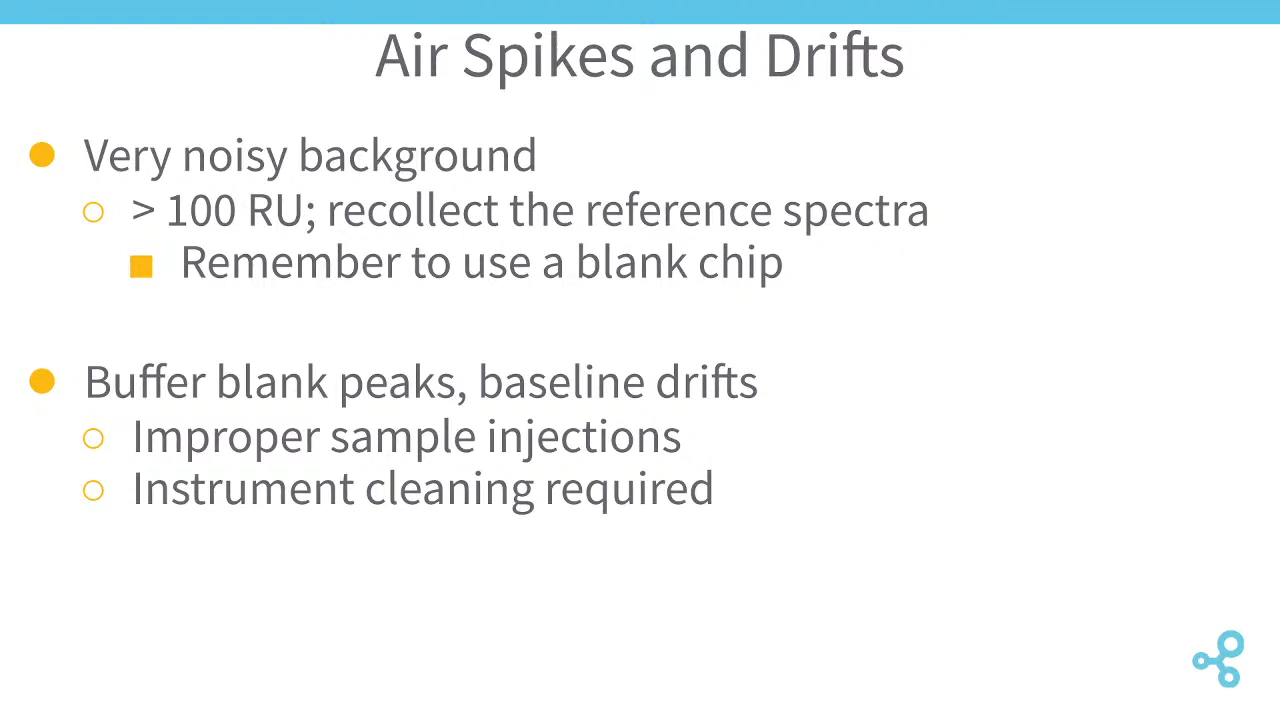 Air Spikes and Drifts
● Very noisy background
○ > 100 RU; recollect the reference spectra
■ Remember to use a blank chip
● Buffer blank peaks, baseline drifts
○ Improper sample injections
○ Instrument cleaning required